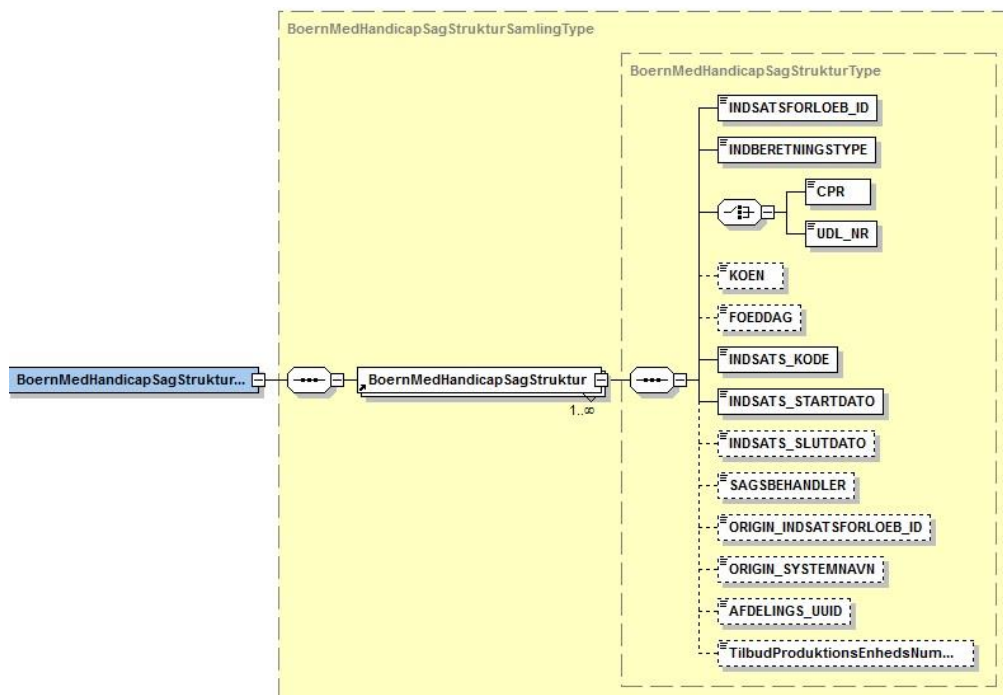 BoernMedHandicapSagStrukturSamlingType
BoernMedHandicapSagStrukturType
INDSATSFORLOEB_ID
INDBERETNINGSTYPE
CPR
UDL_NR
KOEN
FOEDDAG
BoernMedHandicapSagStruktur...
BoernMedHandicapSagStruktur
1..∞
INDSATS_KODE
INDSATS_STARTDATO
INDSATS_SLUTDATO
SAGSBEHANDLER
ORIGIN_INDSATSFORLOEB_ID
ORIGIN_SYSTEMNAVN
AFDELINGS_UUID
TilbudProduktionsEnhedsNum...